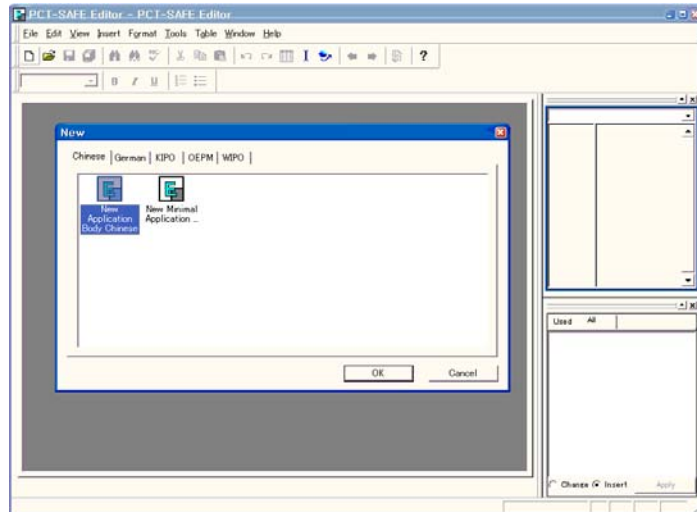 PCT-SAFE Editor - PCT-SAFE Editor
File Edit View Insert Format Tools Table Window Help
B I U
New
Chinese German KIPO OEPM WIPO
New
Application
Body Chinese
New Minimal
Application ...
Used All
OK Cancel
Change Insert Apply